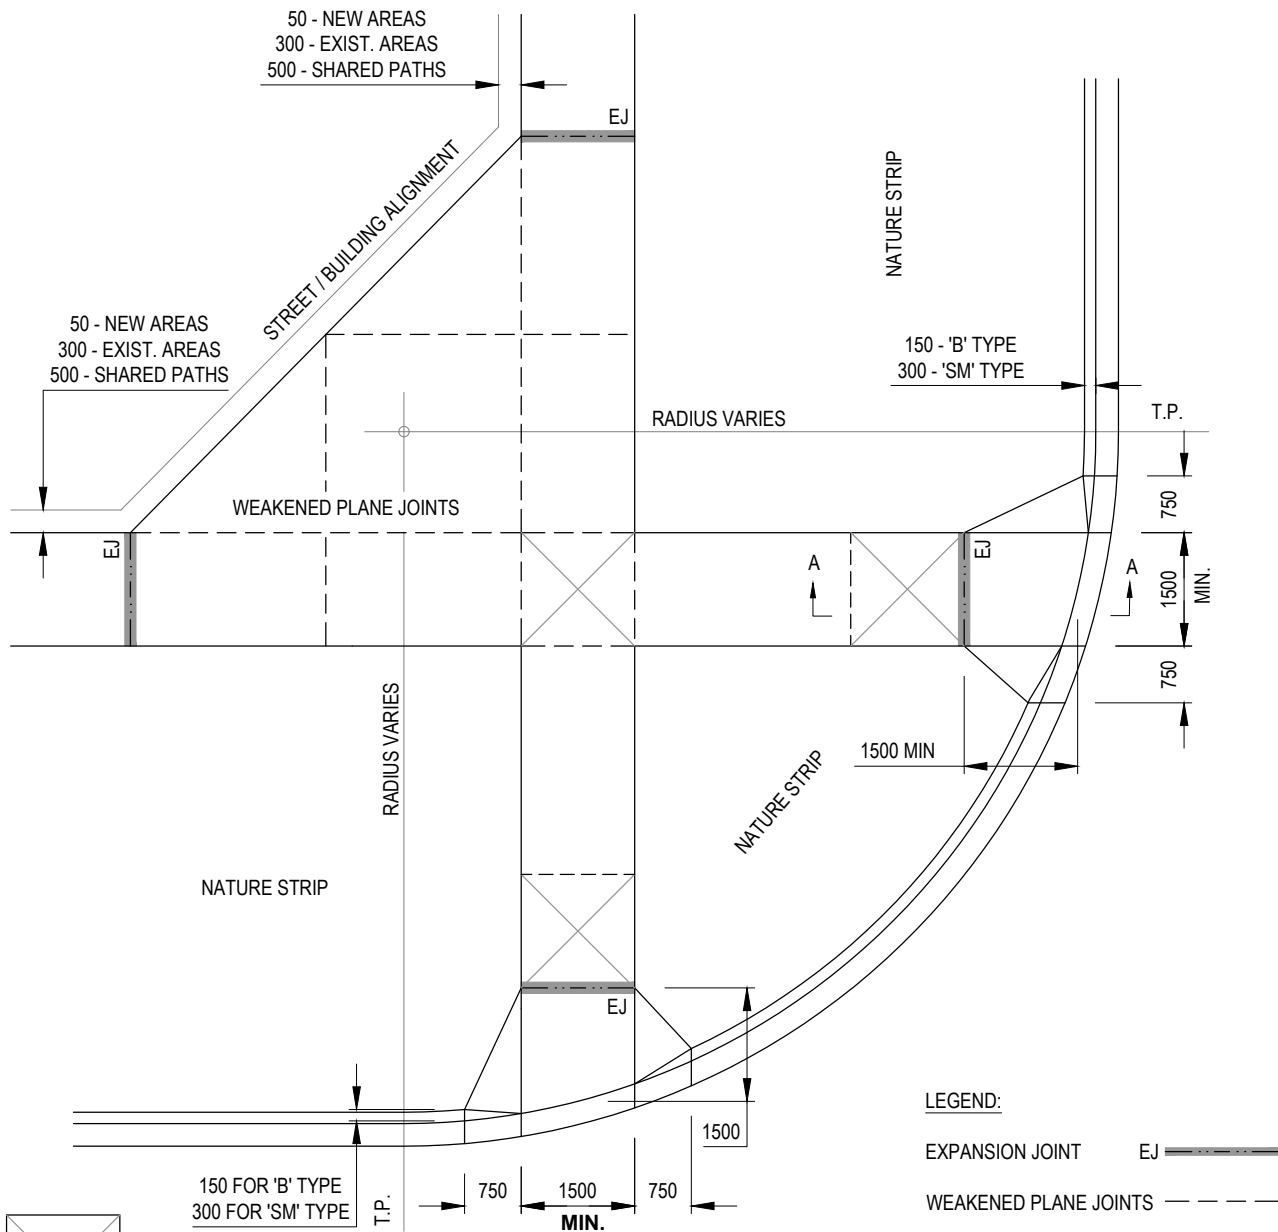 50 - NEW AREAS
300 - EXIST. AREAS
500 - SHARED PATHS
EJ
STREET / BUILDING ALIGNMENT
NATURE STRIP
50 - NEW AREAS
300 - EXIST. AREAS
500 - SHARED PATHS
150 - 'B' TYPE
300 - 'SM' TYPE
T.P.
RADIUS VARIES
WEAKENED PLANE JOINTS
750
EJ
EJ
A
A
1500
MIN.
750
RADIUS VARIES
1500 MIN
NATURE STRIP
NATURE STRIP
EJ
1500
LEGEND:
EXPANSION JOINT EJ
WEAKENED PLANE JOINTS
150 FOR 'B' TYPE
300 FOR 'SM' TYPE
T.P.
750
1500
750
MIN.